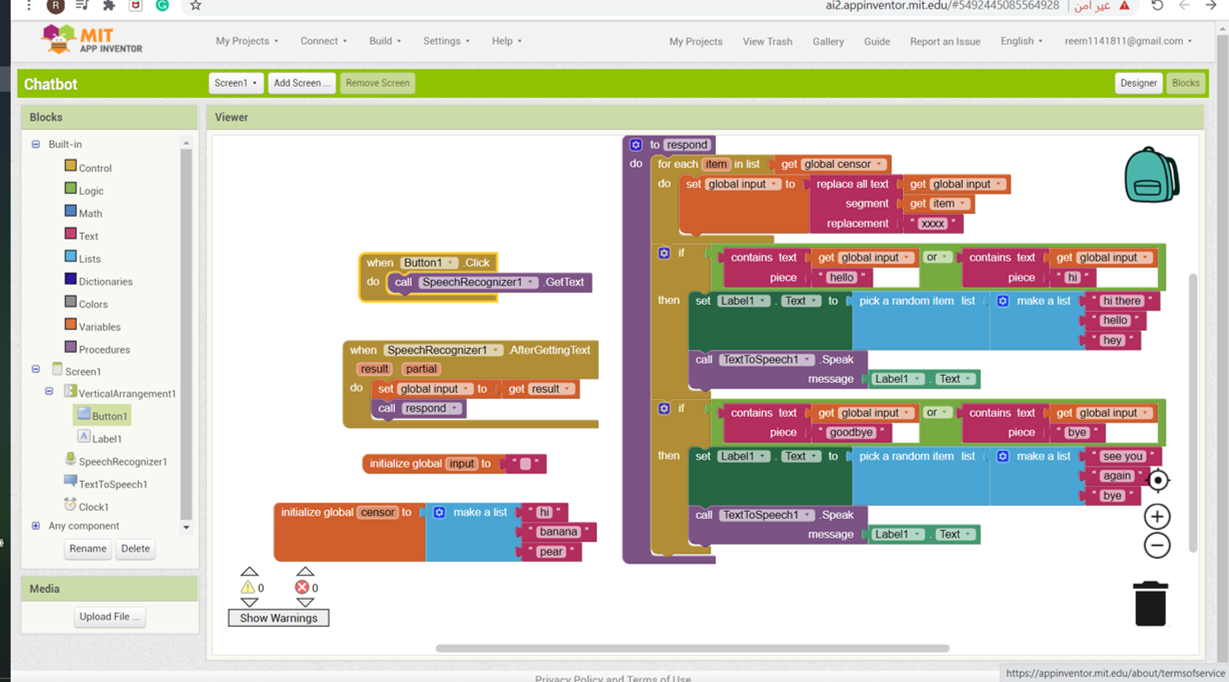 ai2.appinventor.mit.edu/#5492445085564928
غير آمن
R
MIT
APP INVENTOR
My Projects Connect Build Settings Help My Projects View Trash Gallery Guide Report an Issue English reem1141811@gmail.com
Chatbot Screen1 Add Screen ... Remove Screen Designer Blocks
Blocks
Viewer
Built-in
Control
Logic
Math
Text
Lists
Dictionaries
Colors
Variables
Procedures
Screen1
VerticalArrangement1
Button1
A Label1
SpeechRecognizer1
TextToSpeech1
Clock1
Any component
Rename Delete
Media
Upload File ...
when Button1 .Click
do call SpeechRecognizer1 .GetText
when SpeechRecognizer1 .AfterGettingText
result partial
do set global input to get result
call respond
initialize global input to " "
initialize global censor to make a list " hi "
" banana "
" pear "
0 0
Show Warnings
to respond
do for each item in list get global censor
do set global input to replace all text get global input
segment get item
replacement " xxxx "
if contains text get global input or contains text get global input
piece " hello " piece " hi "
then set Label1 . Text to pick a random item list make a list " hi there "
" hello "
" hey "
call TextToSpeech1 .Speak
message Label1 . Text
if contains text get global input or contains text get global input
piece " goodbye " piece " bye "
then set Label1 . Text to pick a random item list make a list " see you "
" again "
" bye "
call TextToSpeech1 .Speak
message Label1 . Text
Privacy Policy and Terms of Use
https://appinventor.mit.edu/about/termsofservice